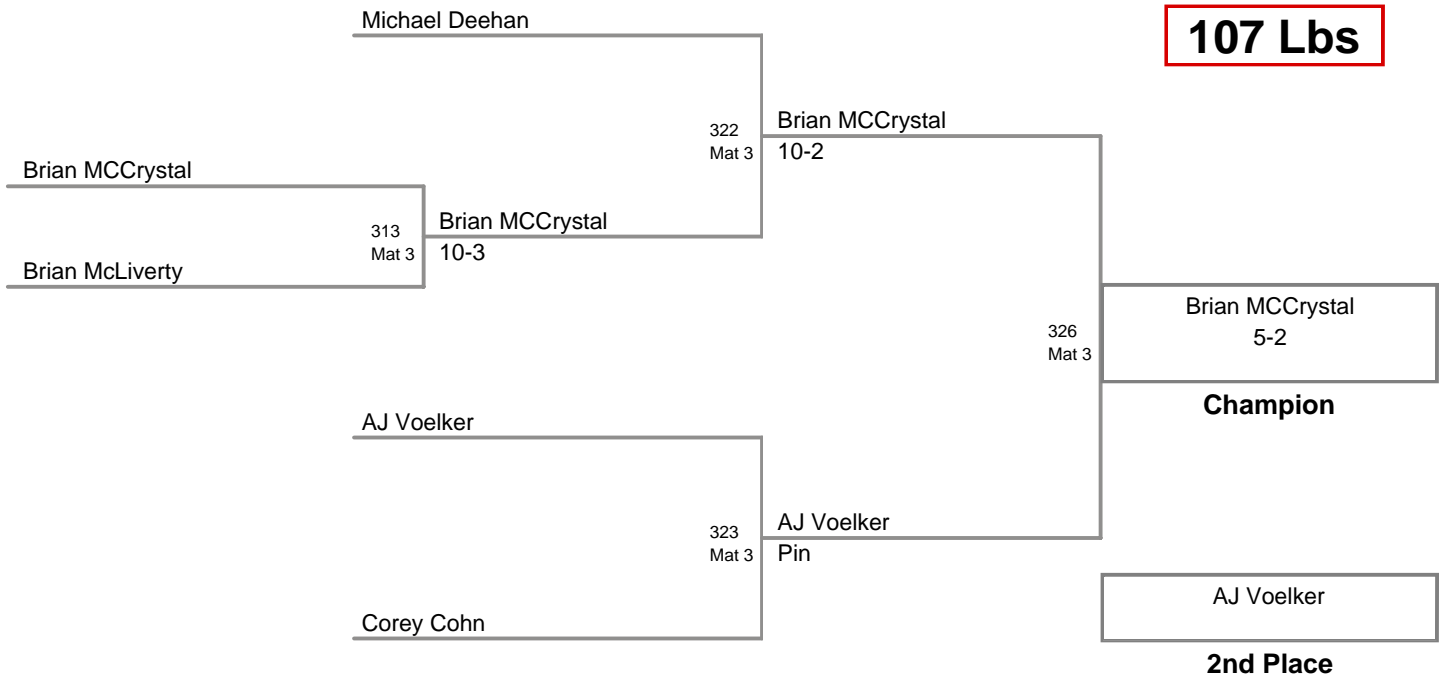 Michael Deehan
107 Lbs
322
Mat 3
Brian MCCrystal
10-2
Brian MCCrystal
313
Mat 3
Brian MCCrystal
10-3
Brian McLiverty
326
Mat 3
Brian MCCrystal
5-2
Champion
AJ Voelker
323
Mat 3
AJ Voelker
Pin
Corey Cohn
AJ Voelker
2nd Place